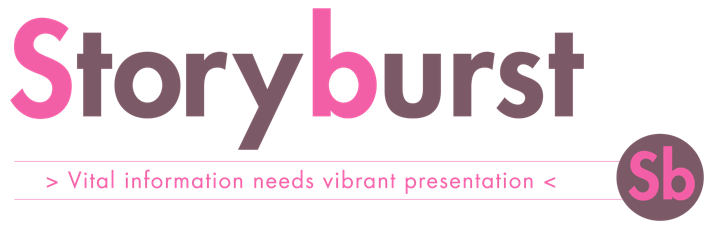 Storyburst
> Vital information needs vibrant presentation <
Sb